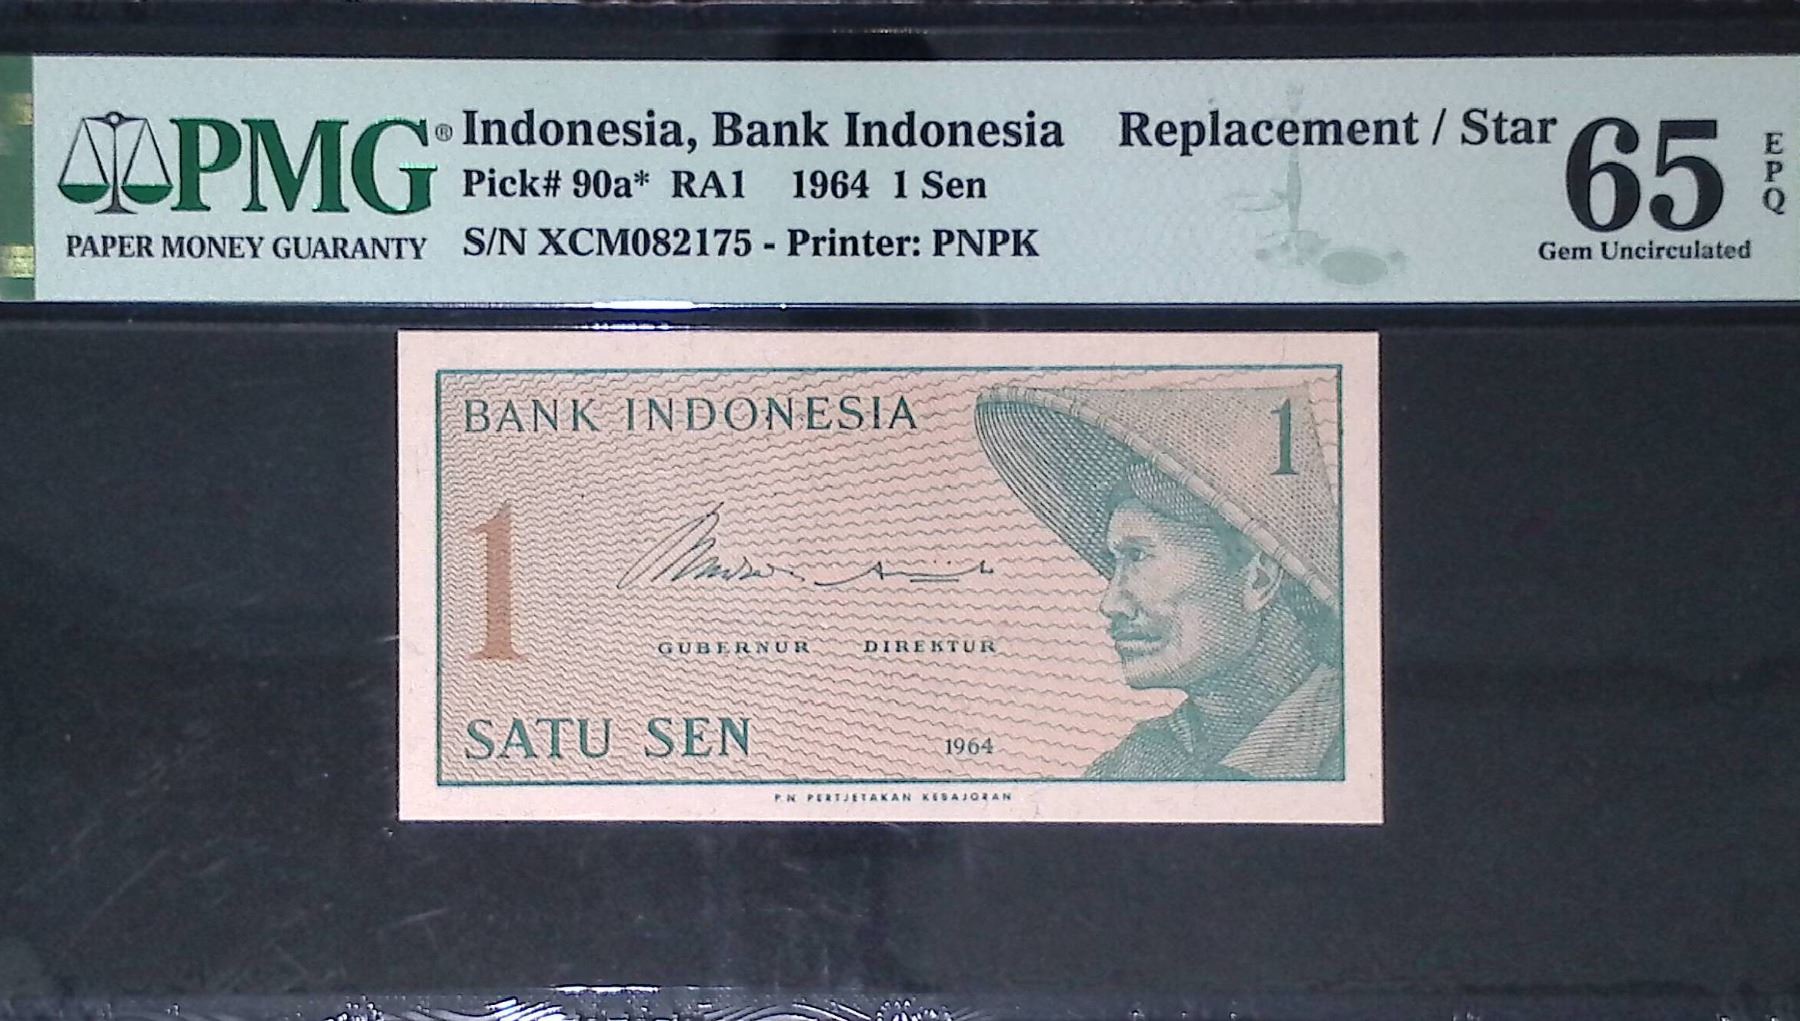 PMG®
PAPER MONEY GUARANTY
Indonesia, Bank Indonesia Replacement / Star
Pick# 90a* RA1 1964 1 Sen
S/N XCM082175 - Printer: PNPK
65
EPQ
Gem Uncirculated
BANK INDONESIA
1
1
GUBERNUR DIREKTUR
SATU SEN
1964
P.N PERTJETAKAN KEBAJORAN